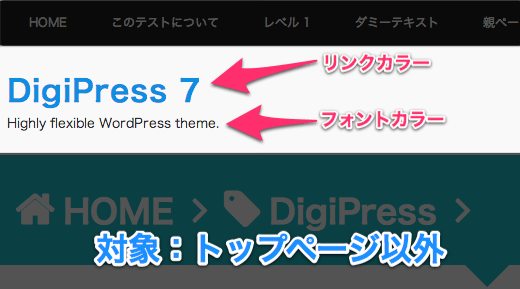 HOME このテストについて レベル 1 ダミーテキスト 親ペー
リンクカラー
DigiPress 7
フォントカラー
Highly flexible WordPress theme.
HOME DigiPress
対象：トップページ以外